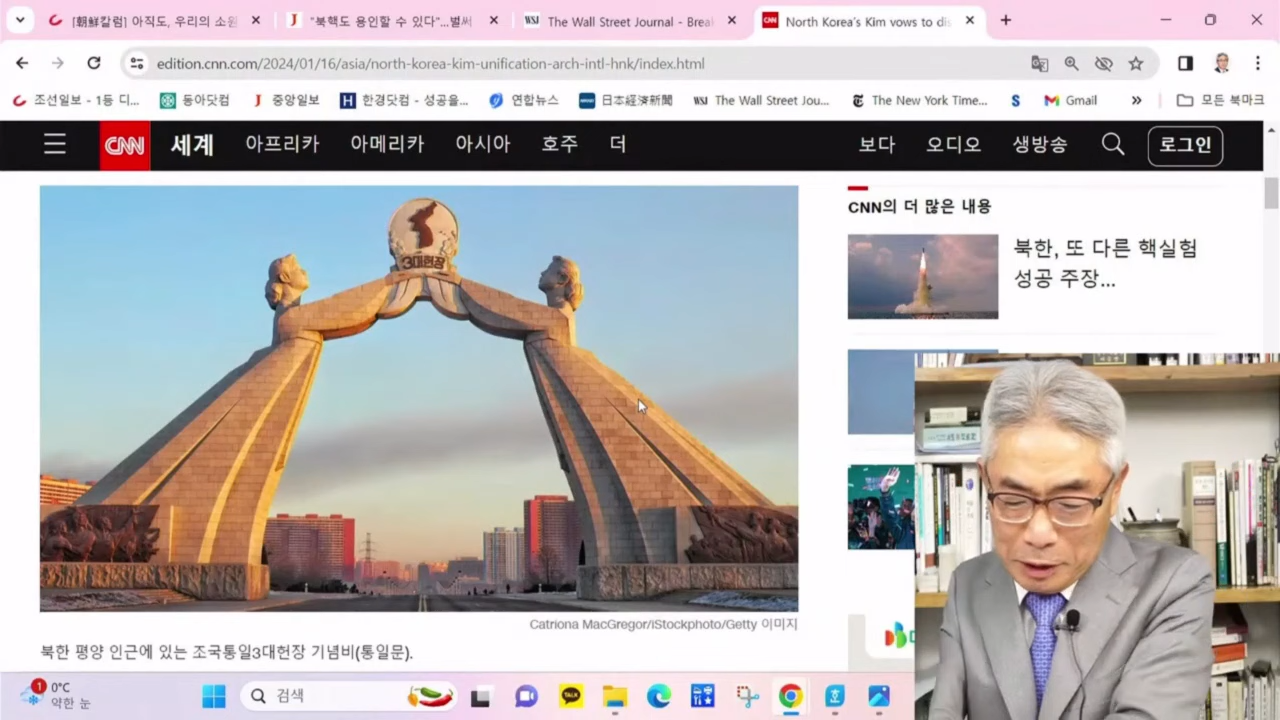 [朝鮮칼럼] 아직도, 우리의 소원
"북핵도 용인할 수 있다"...벌써
The Wall Street Journal - Brea
North Korea's Kim vows to di
edition.cnn.com/2024/01/16/asia/north-korea-kim-unification-arch-intl-hnk/index.html
조선일보 - 1등 디...
동아닷컴
중앙일보
한경닷컴 - 성공을...
연합뉴스
日本経済新聞
WSJ The Wall Street Jou...
The New York Time...
Gmail
모든 북마크
CNN 세계 아프리카 아메리카 아시아 호주 더
보다 오디오 생방송 로그인
3대헌장
CNN의 더 많은 내용
북한, 또 다른 핵실험
성공 주장...
Catriona MacGregor/iStockphoto/Getty 이미지
북한 평양 인근에 있는 조국통일3대헌장 기념비(통일문).
1
0°C
약한 눈
검색
TALK